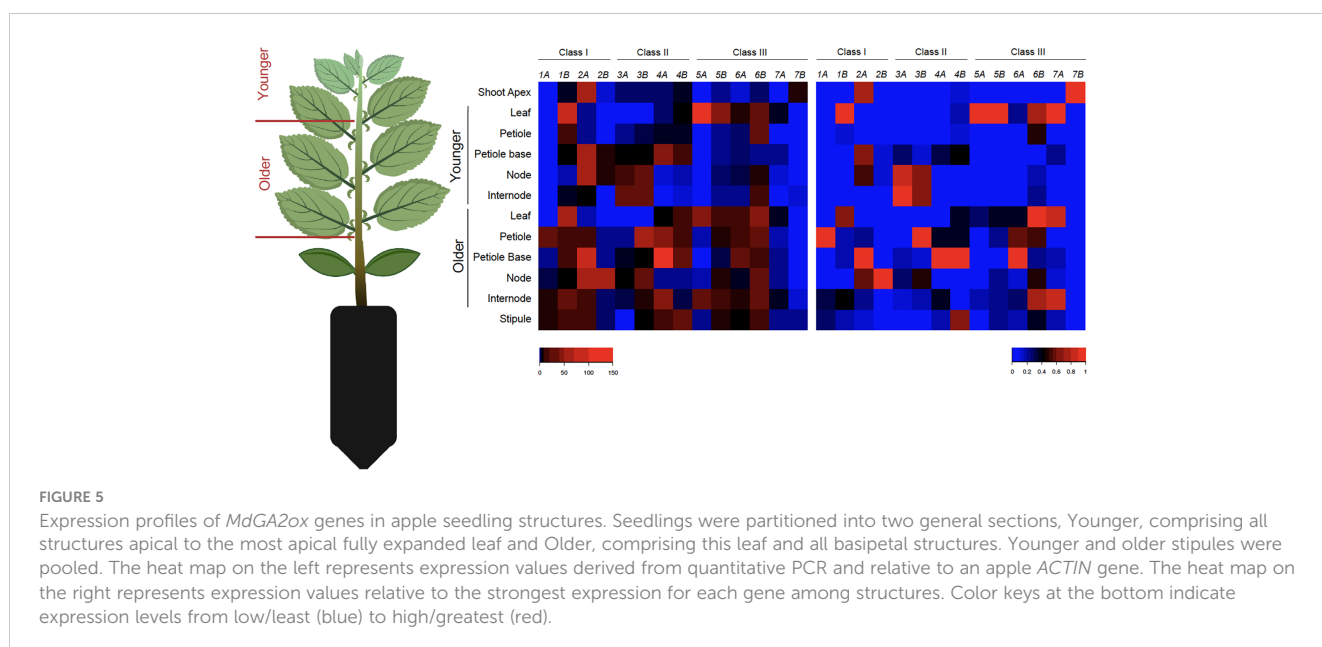 Younger
Older
Class I Class II Class III
1A 1B 2A 2B 3A 3B 4A 4B 5A 5B 6A 6B 7A 7B
Class I Class II Class III
1A 1B 2A 2B 3A 3B 4A 4B 5A 5B 6A 6B 7A 7B
Shoot Apex
Younger
Leaf
Petiole
Petiole base
Node
Internode
Older
Leaf
Petiole
Petiole Base
Node
Internode
Stipule
0 50 100 150
0 0.2 0.4 0.6 0.8 1
FIGURE 5
Expression profiles of MdGA2ox genes in apple seedling structures. Seedlings were partitioned into two general sections, Younger, comprising all
structures apical to the most apical fully expanded leaf and Older, comprising this leaf and all basipetal structures. Younger and older stipules were
pooled. The heat map on the left represents expression values derived from quantitative PCR and relative to an apple ACTIN gene. The heat map on
the right represents expression values relative to the strongest expression for each gene among structures. Color keys at the bottom indicate
expression levels from low/least (blue) to high/greatest (red).